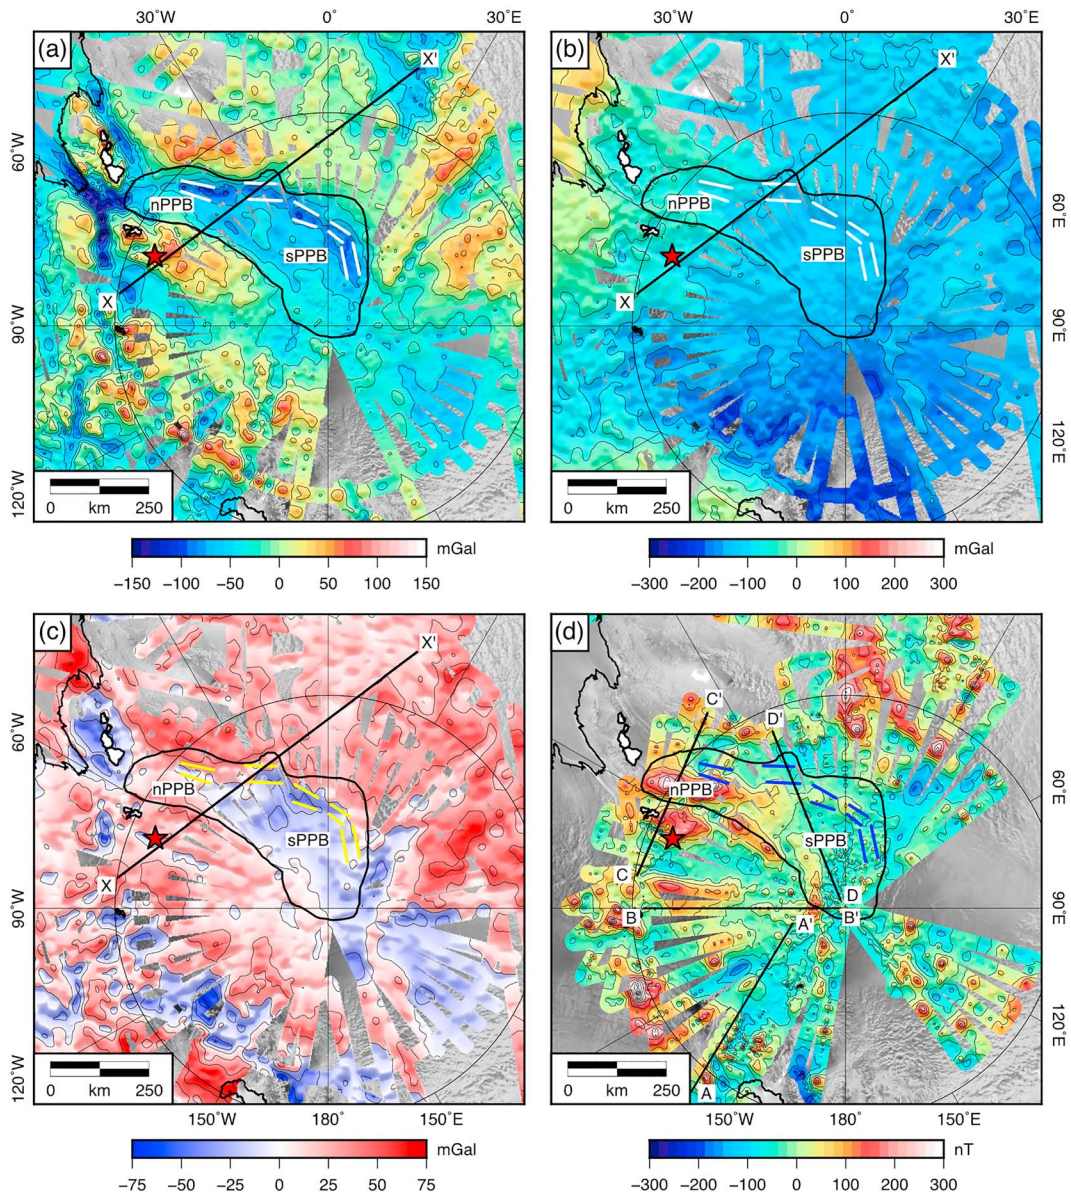 30°W 0° 30°E 30°W 0° 30°E
(a) X' (b) X'
60°W 60°E
nPPB nPPB
sPPB sPPB
X X
90°W 90°E
120°W 120°E
0 km 250 0 km 250
mGal mGal
−150 −100 −50 0 50 100 150 −300 −200 −100 0 100 200 300
(c) X' (d) C' D'
60°W 60°E
nPPB nPPB
sPPB sPPB
X C D
90°W B A' B' 90°E
120°W 120°E
0 km 250 0 km 250 A
150°W 180° 150°E 150°W 180° 150°E
mGal nT
−75 −50 −25 0 25 50 75 −300 −200 −100 0 100 200 300